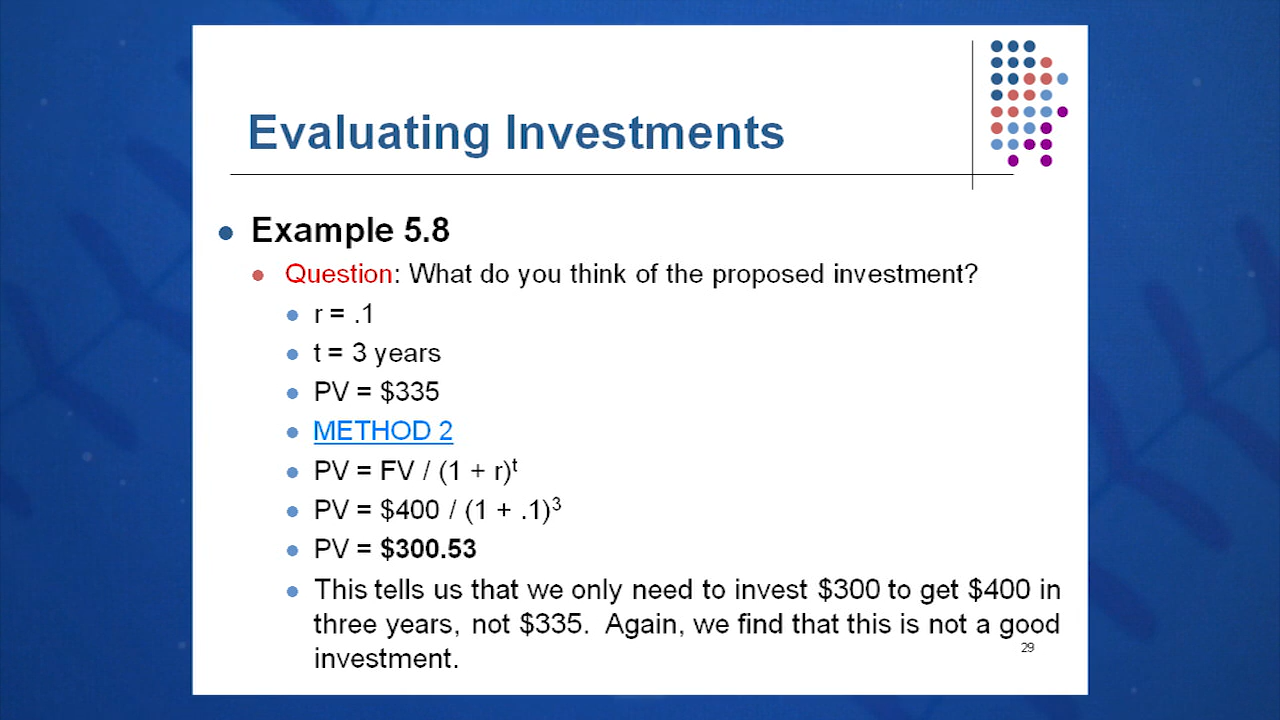 Evaluating Investments
Example 5.8
Question: What do you think of the proposed investment?
r = .1
t = 3 years
PV = $335
METHOD 2
PV = FV / (1 + r)ᵗ
PV = $400 / (1 + .1)³
PV = $300.53
This tells us that we only need to invest $300 to get $400 in
three years, not $335. Again, we find that this is not a good
investment.
29